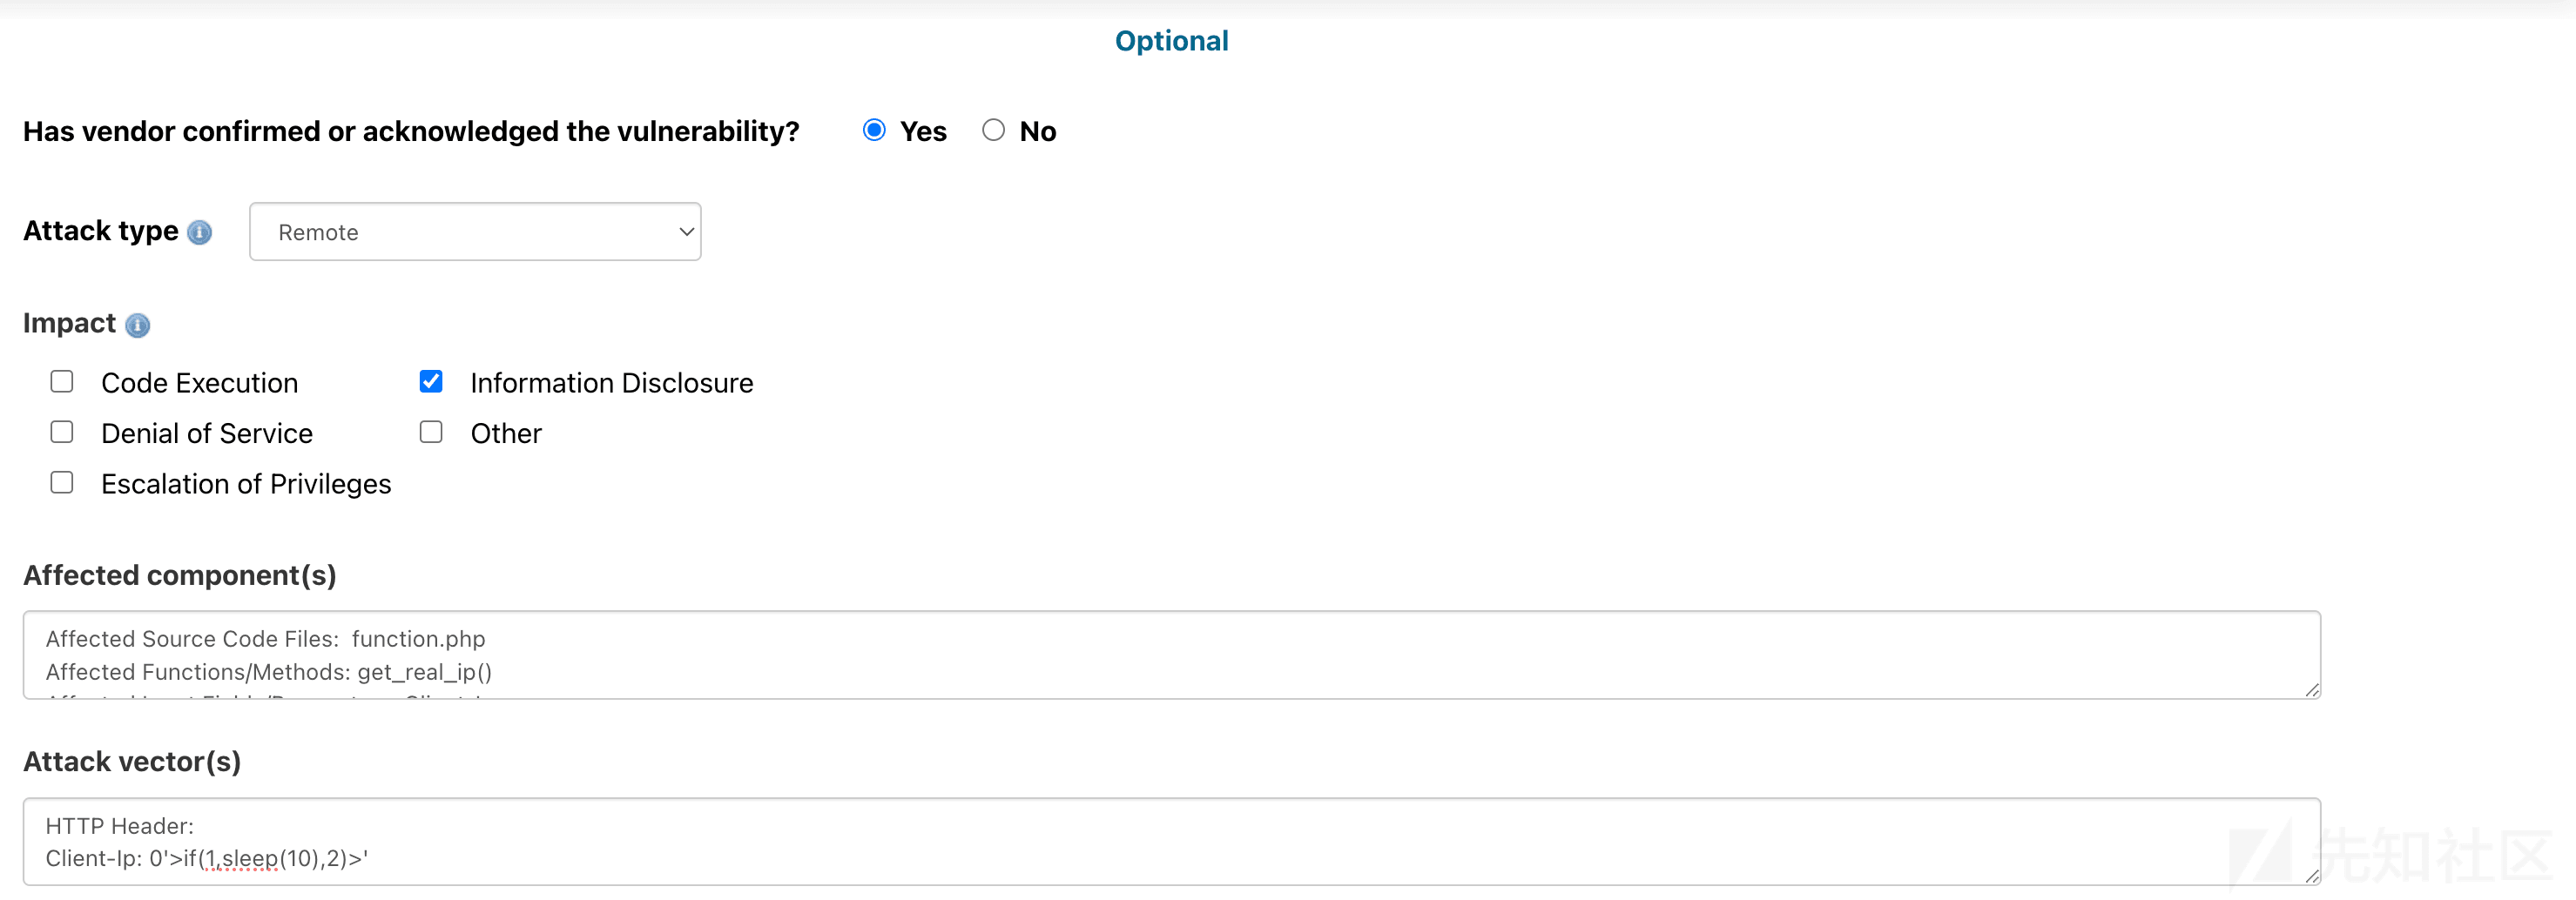 Optional
Has vendor confirmed or acknowledged the vulnerability? Yes No
Attack type Remote
Impact
Code Execution Information Disclosure
Denial of Service Other
Escalation of Privileges
Affected component(s)
Affected Source Code Files: function.php
Affected Functions/Methods: get_real_ip()
Attack vector(s)
HTTP Header:
Client-Ip: 0'>if(1,sleep(10),2)>'
先知社区